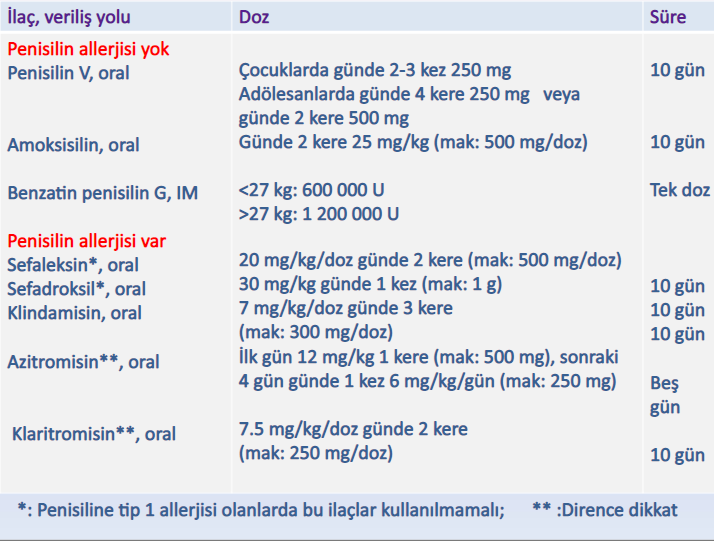 İlaç, veriliş yolu Doz Süre
Penisilin allerjisi yok
Penisilin V, oral Çocuklarda günde 2-3 kez 250 mg 10 gün
Adölesanlarda günde 4 kere 250 mg veya
günde 2 kere 500 mg
Amoksisilin, oral Günde 2 kere 25 mg/kg (mak: 500 mg/doz) 10 gün
Benzatin penisilin G, IM <27 kg: 600 000 U Tek doz
>27 kg: 1 200 000 U
Penisilin allerjisi var
Sefaleksin*, oral 20 mg/kg/doz günde 2 kere (mak: 500 mg/doz)
Sefadroksil*, oral 30 mg/kg günde 1 kez (mak: 1 g) 10 gün
Klindamisin, oral 7 mg/kg/doz günde 3 kere 10 gün
(mak: 300 mg/doz) 10 gün
Azitromisin**, oral İlk gün 12 mg/kg 1 kere (mak: 500 mg), sonraki
4 gün günde 1 kez 6 mg/kg/gün (mak: 250 mg) Beş
gün
Klaritromisin**, oral 7.5 mg/kg/doz günde 2 kere
(mak: 250 mg/doz) 10 gün
*: Penisiline tip 1 allerjisi olanlarda bu ilaçlar kullanılmamalı; ** :Dirence dikkat